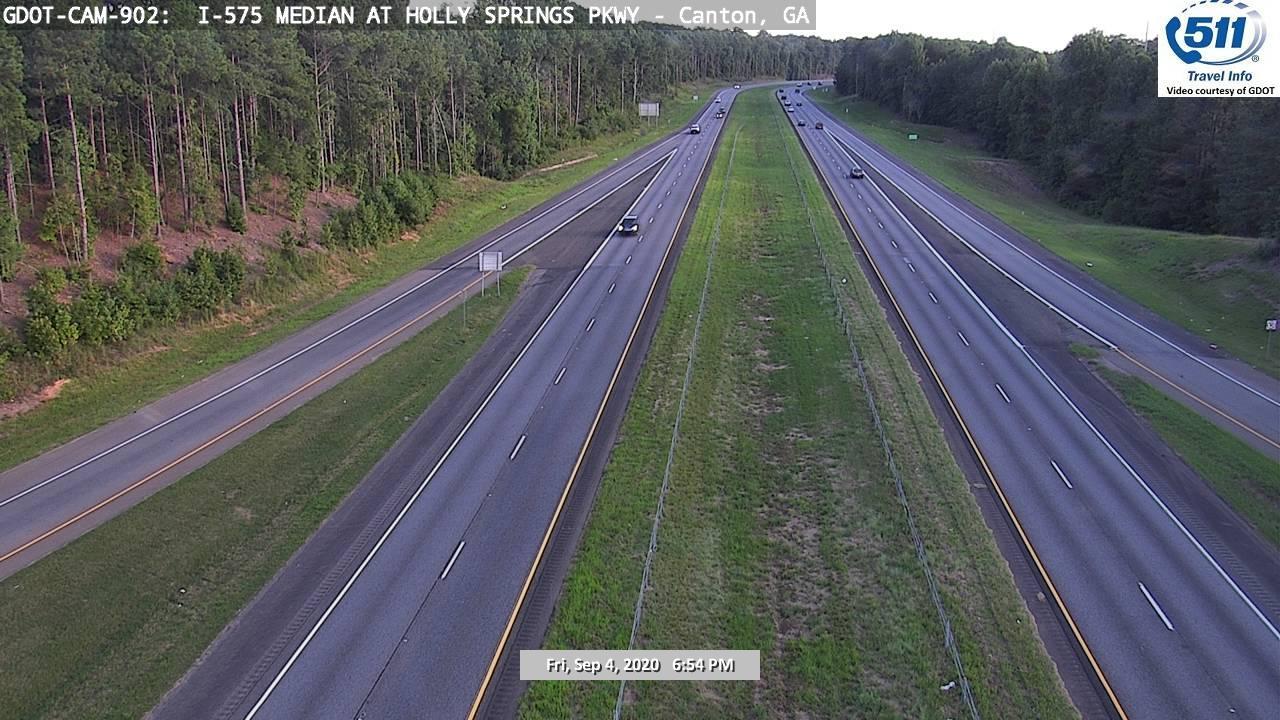 GDOT-CAM-902:  I-575 MEDIAN AT HOLLY SPRINGS PKWY - Canton, GA
511
Travel Info
Video courtesy of GDOT
Fri, Sep 4, 2020   6:54 PM